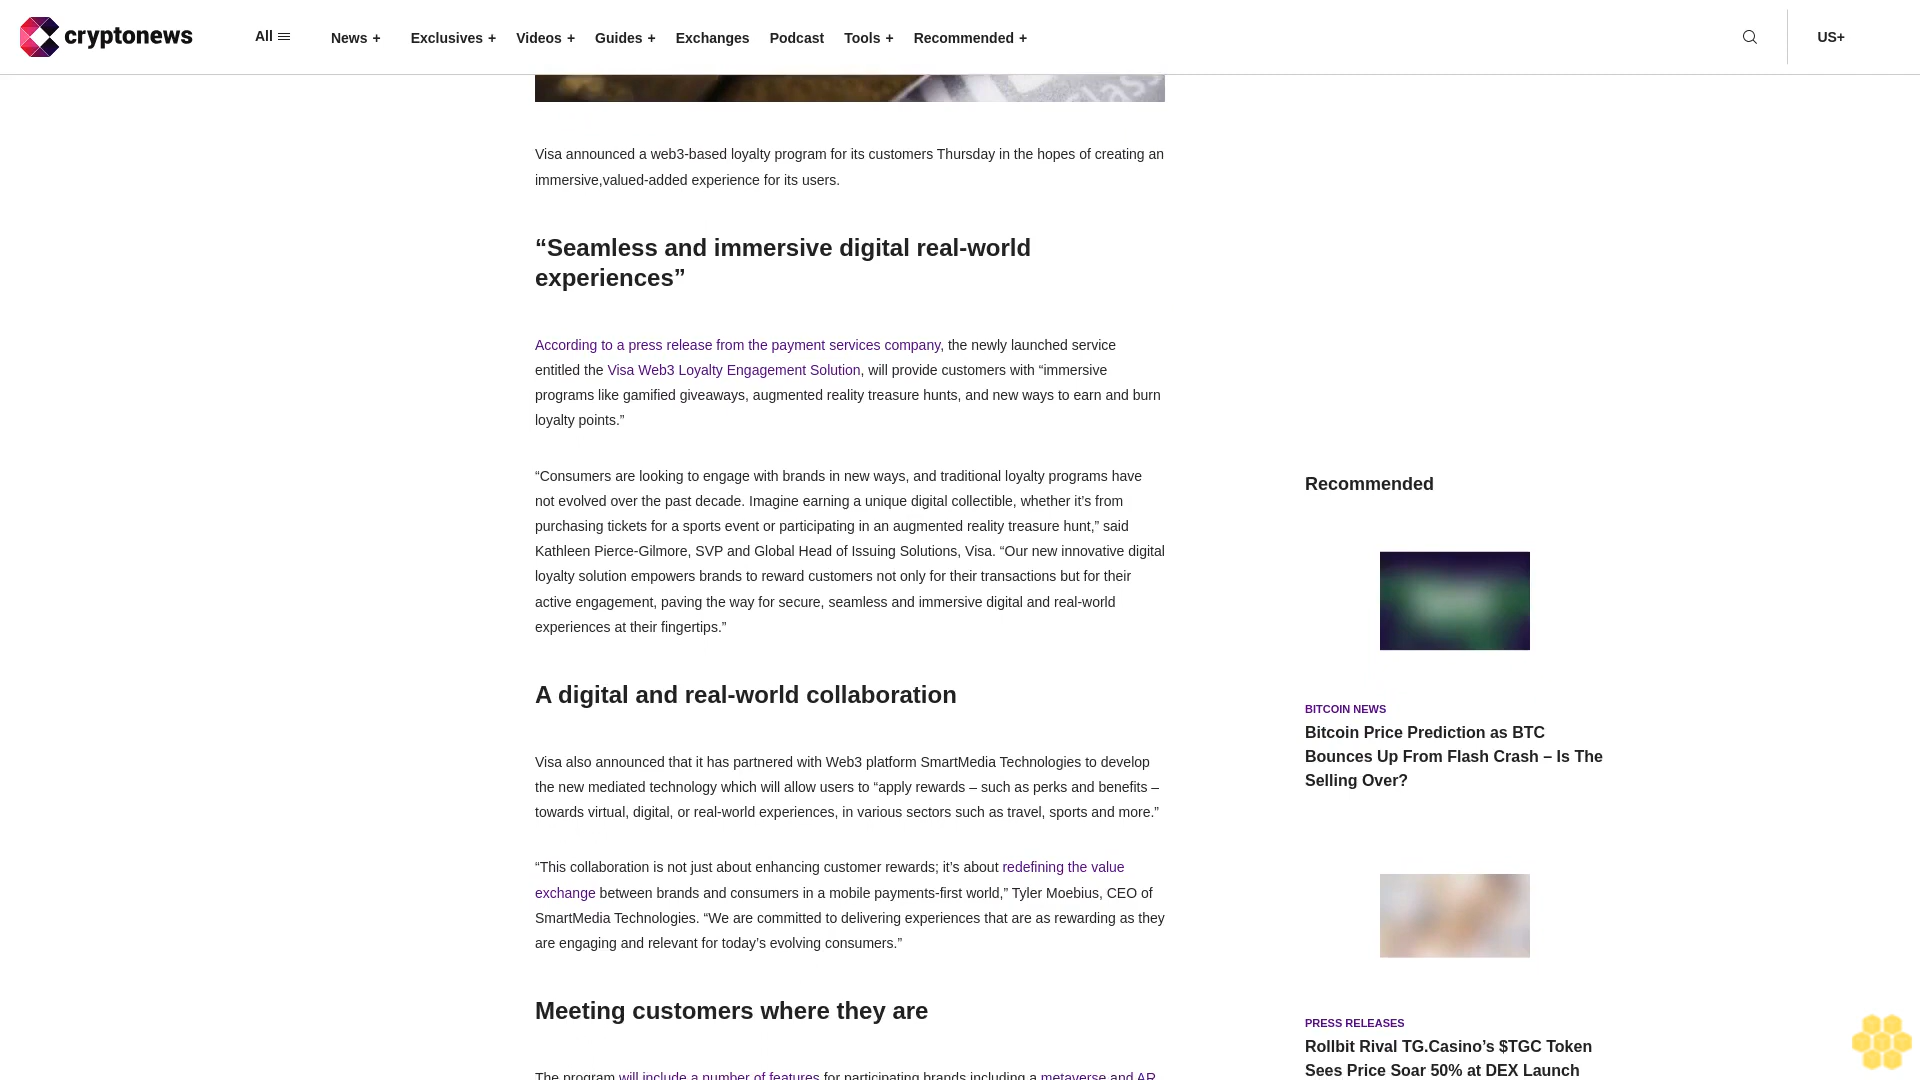 cryptonews
All
News +
Exclusives +
Videos +
Guides +
Exchanges
Podcast
Tools +
Recommended +
US+
Class
Visa announced a web3-based loyalty program for its customers Thursday in the hopes of creating an
immersive,valued-added experience for its users.
“Seamless and immersive digital real-world
experiences”
According to a press release from the payment services company, the newly launched service
entitled the Visa Web3 Loyalty Engagement Solution, will provide customers with “immersive
programs like gamified giveaways, augmented reality treasure hunts, and new ways to earn and burn
loyalty points.”
“Consumers are looking to engage with brands in new ways, and traditional loyalty programs have
not evolved over the past decade. Imagine earning a unique digital collectible, whether it’s from
purchasing tickets for a sports event or participating in an augmented reality treasure hunt,” said
Kathleen Pierce-Gilmore, SVP and Global Head of Issuing Solutions, Visa. “Our new innovative digital
loyalty solution empowers brands to reward customers not only for their transactions but for their
active engagement, paving the way for secure, seamless and immersive digital and real-world
experiences at their fingertips.”
A digital and real-world collaboration
Visa also announced that it has partnered with Web3 platform SmartMedia Technologies to develop
the new mediated technology which will allow users to “apply rewards – such as perks and benefits –
towards virtual, digital, or real-world experiences, in various sectors such as travel, sports and more.”
“This collaboration is not just about enhancing customer rewards; it’s about redefining the value
exchange between brands and consumers in a mobile payments-first world,” Tyler Moebius, CEO of
SmartMedia Technologies. “We are committed to delivering experiences that are as rewarding as they
are engaging and relevant for today’s evolving consumers.”
Meeting customers where they are
The program will include a number of features for participating brands including a metaverse and AR
Recommended
BITCOIN NEWS
Bitcoin Price Prediction as BTC
Bounces Up From Flash Crash – Is The
Selling Over?
PRESS RELEASES
Rollbit Rival TG.Casino’s $TGC Token
Sees Price Soar 50% at DEX Launch